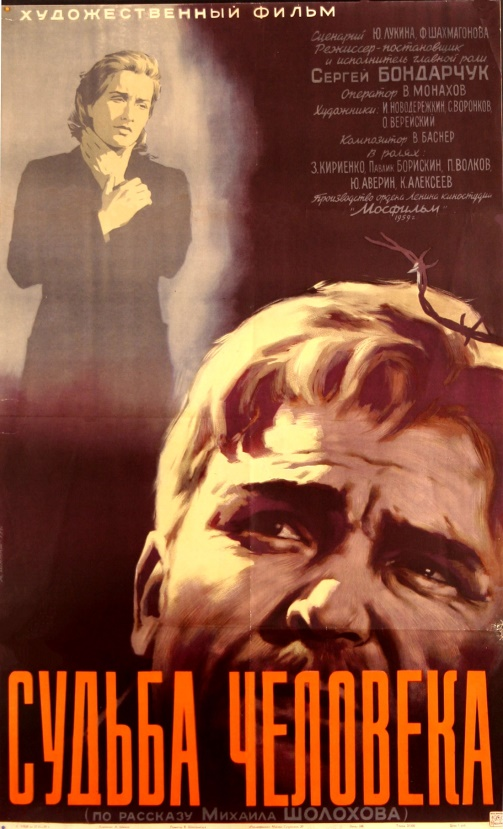 ХУДОЖЕСТВЕННЫЙ ФИЛЬМ
Сценарий Ю. ЛУКИНА, Ф. ШАХМАГОНОВА
Режиссер-постановщик
и исполнитель главной роли
СЕРГЕЙ БОНДАРЧУК
Оператор В. МОНАХОВ
Художники: И. НОВОДЕРЕЖКИН, С. ВОРОНКОВ
О ВЕРЕЙСКИЙ
Композитор В. БАСНЕР
В ролях:
З. КИРИЕНКО, ПАВЛИК БОРИСКИН, П. ВОЛКОВ,
Ю. АВЕРИН, К. АЛЕКСЕЕВ
Производство ордена Ленина киностудии
"Мосфильм"
1959 г.
СУДЬБА ЧЕЛОВЕКА
(ПО РАССКАЗУ МИХАИЛА ШОЛОХОВА)